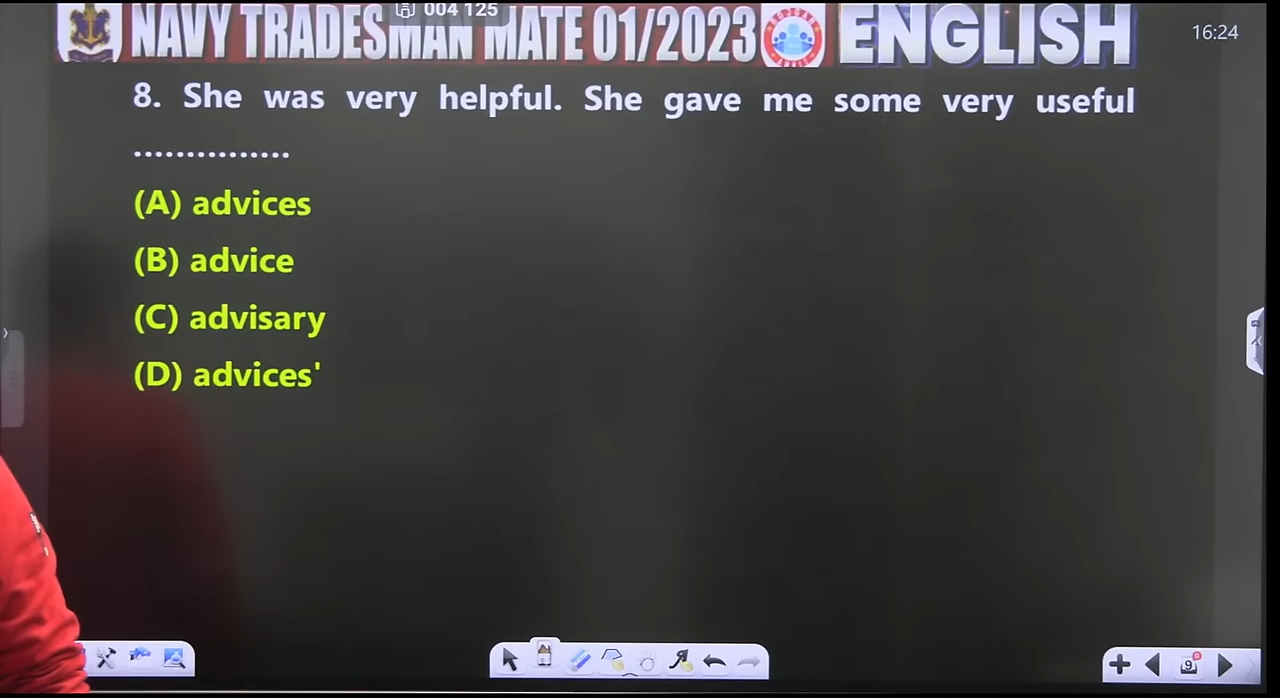 004 125
NAVY TRADESMAN MATE 01/2023 ENGLISH
16:24
8. She was very helpful. She gave me some very useful
...............
(A) advices
(B) advice
(C) advisary
(D) advices'
9